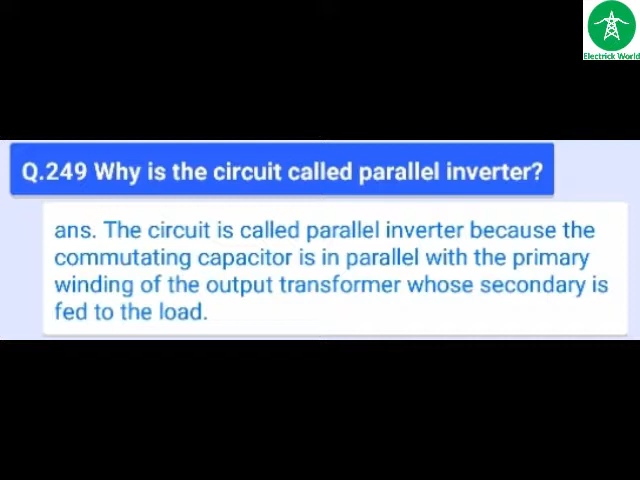 Electrick World
Q.249 Why is the circuit called parallel inverter?
ans. The circuit is called parallel inverter because the
commutating capacitor is in parallel with the primary
winding of the output transformer whose secondary is
fed to the load.